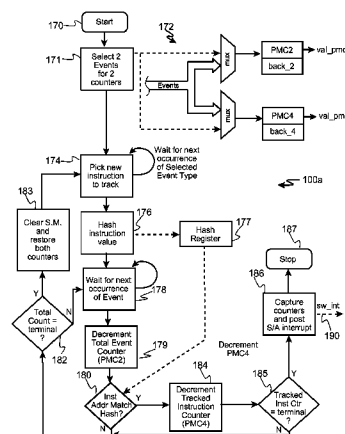 170
Start
172
171
Select 2
Events
for 2
counters
Events
mux
PMC2
back_2
val_pmc
mux
PMC4
back_4
val_pmc
Wait for next
occurrence of
Selected
Event Type
174
Pick new
instruction
to track
100a
183
Clear S.M.
and
restore
both
counters
176
Hash
instruction
value
177
Hash
Register
187
Stop
Wait for next
occurrence
of Event
178
186
Capture
counters
and post
S/A interrupt
sw_int
190
Y
Total
Count =
terminal
?
N
182
Decrement
Total Event
Counter
(PMC2)
179
Decrement
PMC4
184
180
Inst
Addr Match
Hash?
Y
N
Decrement
Tracked
Instruction
Counter
(PMC4)
185
Y
Tracked
Inst Ctr
= terminal
?
N